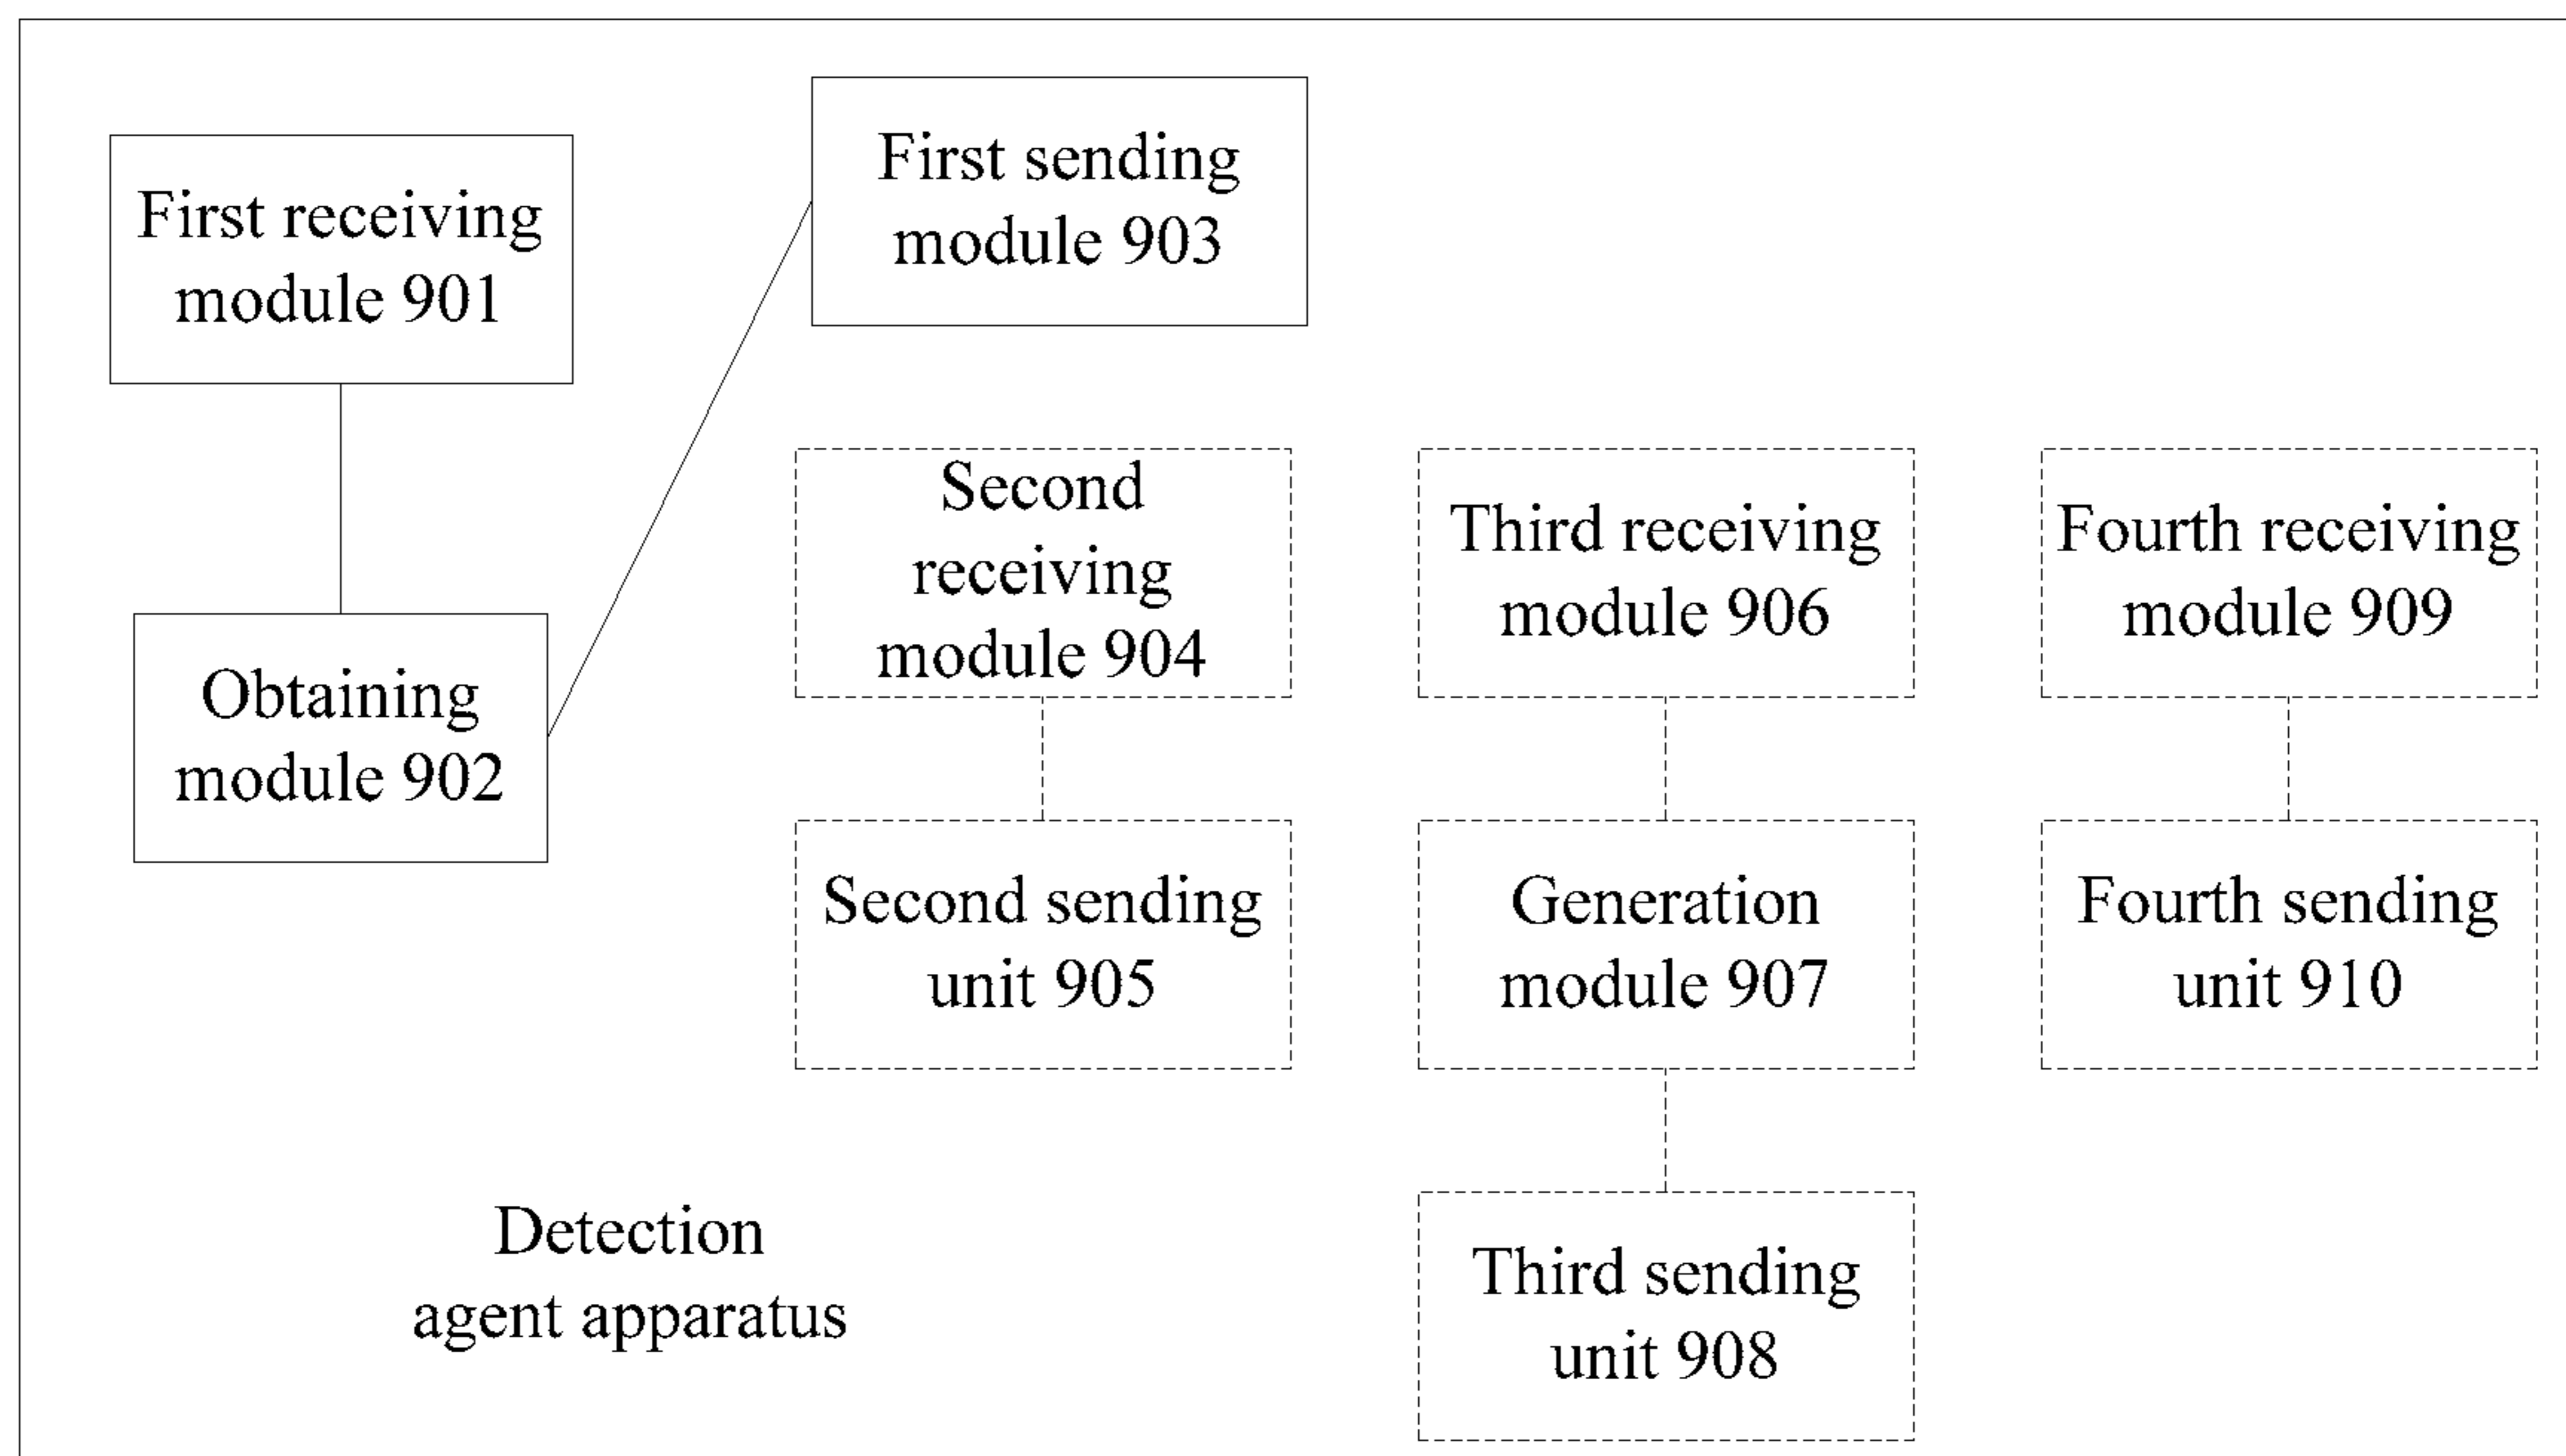 First receiving
module 901
First sending
module 903
Obtaining
module 902
Second
receiving
module 904
Third receiving
module 906
Fourth receiving
module 909
Second sending
unit 905
Generation
module 907
Fourth sending
unit 910
Third sending
unit 908
Detection
agent apparatus